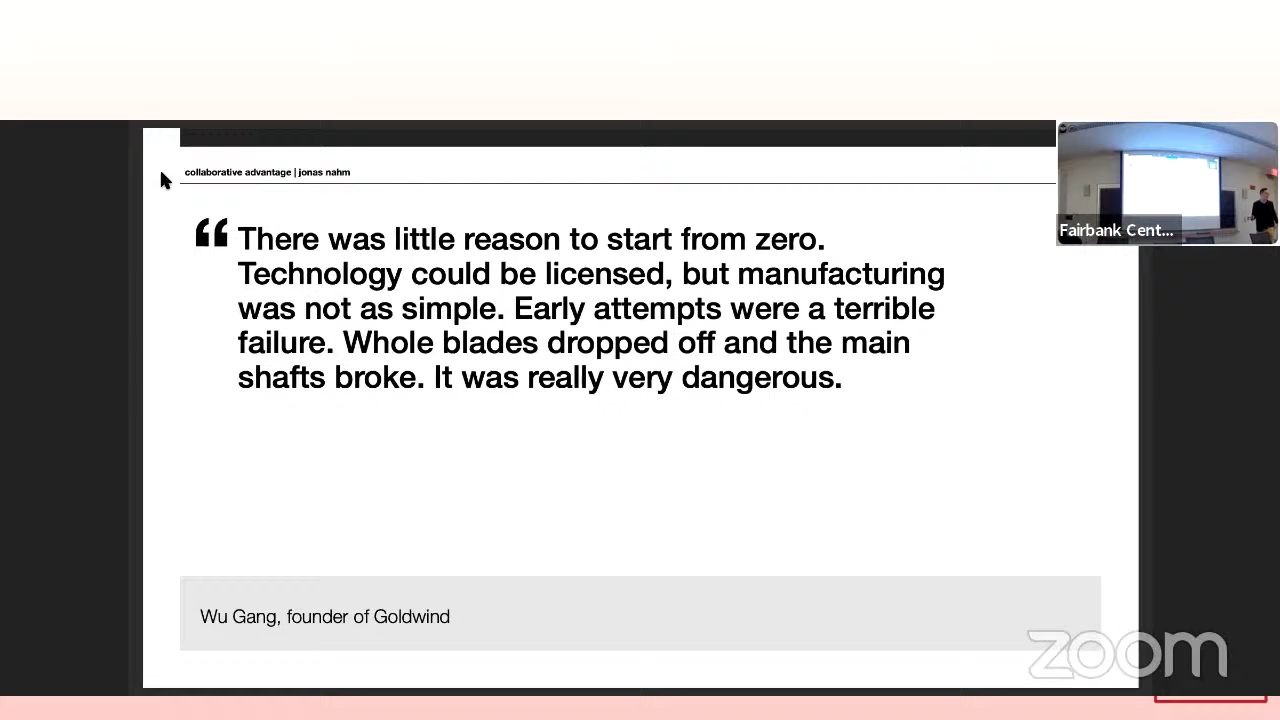 collaborative advantage | jonas nahm
“ There was little reason to start from zero.
Technology could be licensed, but manufacturing
was not as simple. Early attempts were a terrible
failure. Whole blades dropped off and the main
shafts broke. It was really very dangerous.
Fairbank Cent...
Wu Gang, founder of Goldwind
zoom